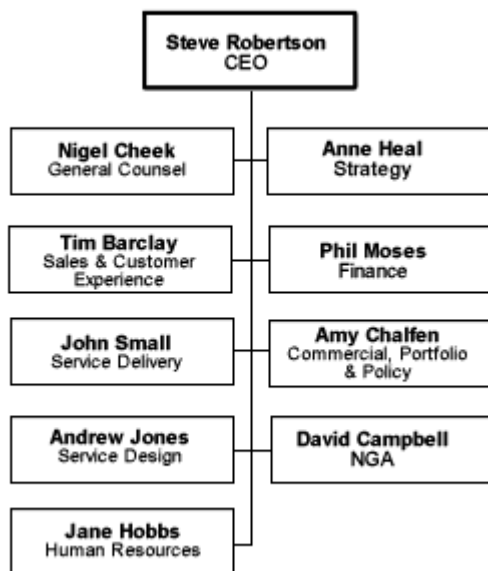 Steve Robertson
CEO
Nigel Cheek
General Counsel
Anne Heal
Strategy
Tim Barclay
Sales & Customer
Experience
Phil Moses
Finance
John Small
Service Delivery
Amy Chalfen
Commercial, Portfolio
& Policy
Andrew Jones
Service Design
David Campbell
NGA
Jane Hobbs
Human Resources